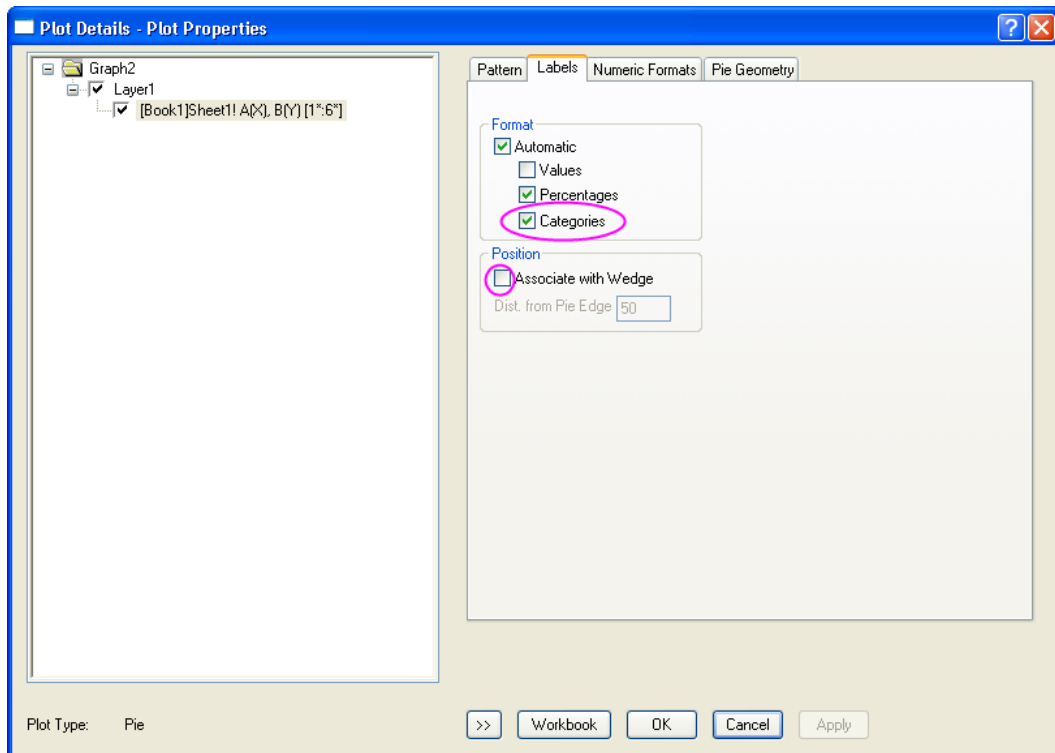 Plot Details - Plot Properties
Graph2
Layer1
[Book1]Sheet1! A(X), B(Y) [1*:6*]
Pattern Labels Numeric Formats Pie Geometry
Format
Automatic
Values
Percentages
Categories
Position
Associate with Wedge
Dist. from Pie Edge 50
Plot Type: Pie
>> Workbook OK Cancel Apply